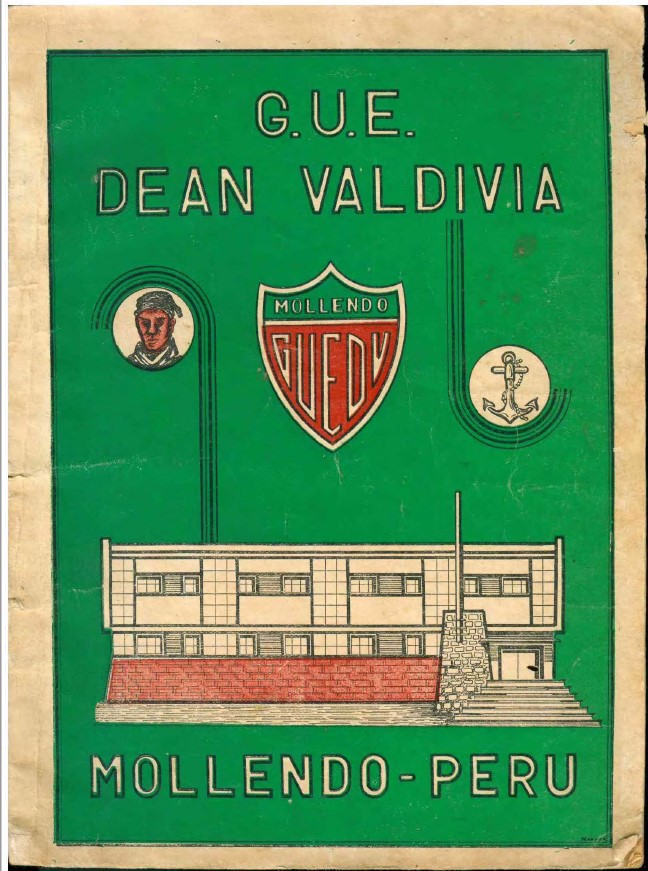 G.U.E.
DEAN VALDIVIA
MOLLENDO
GUEDV
MOLLENDO-PERU